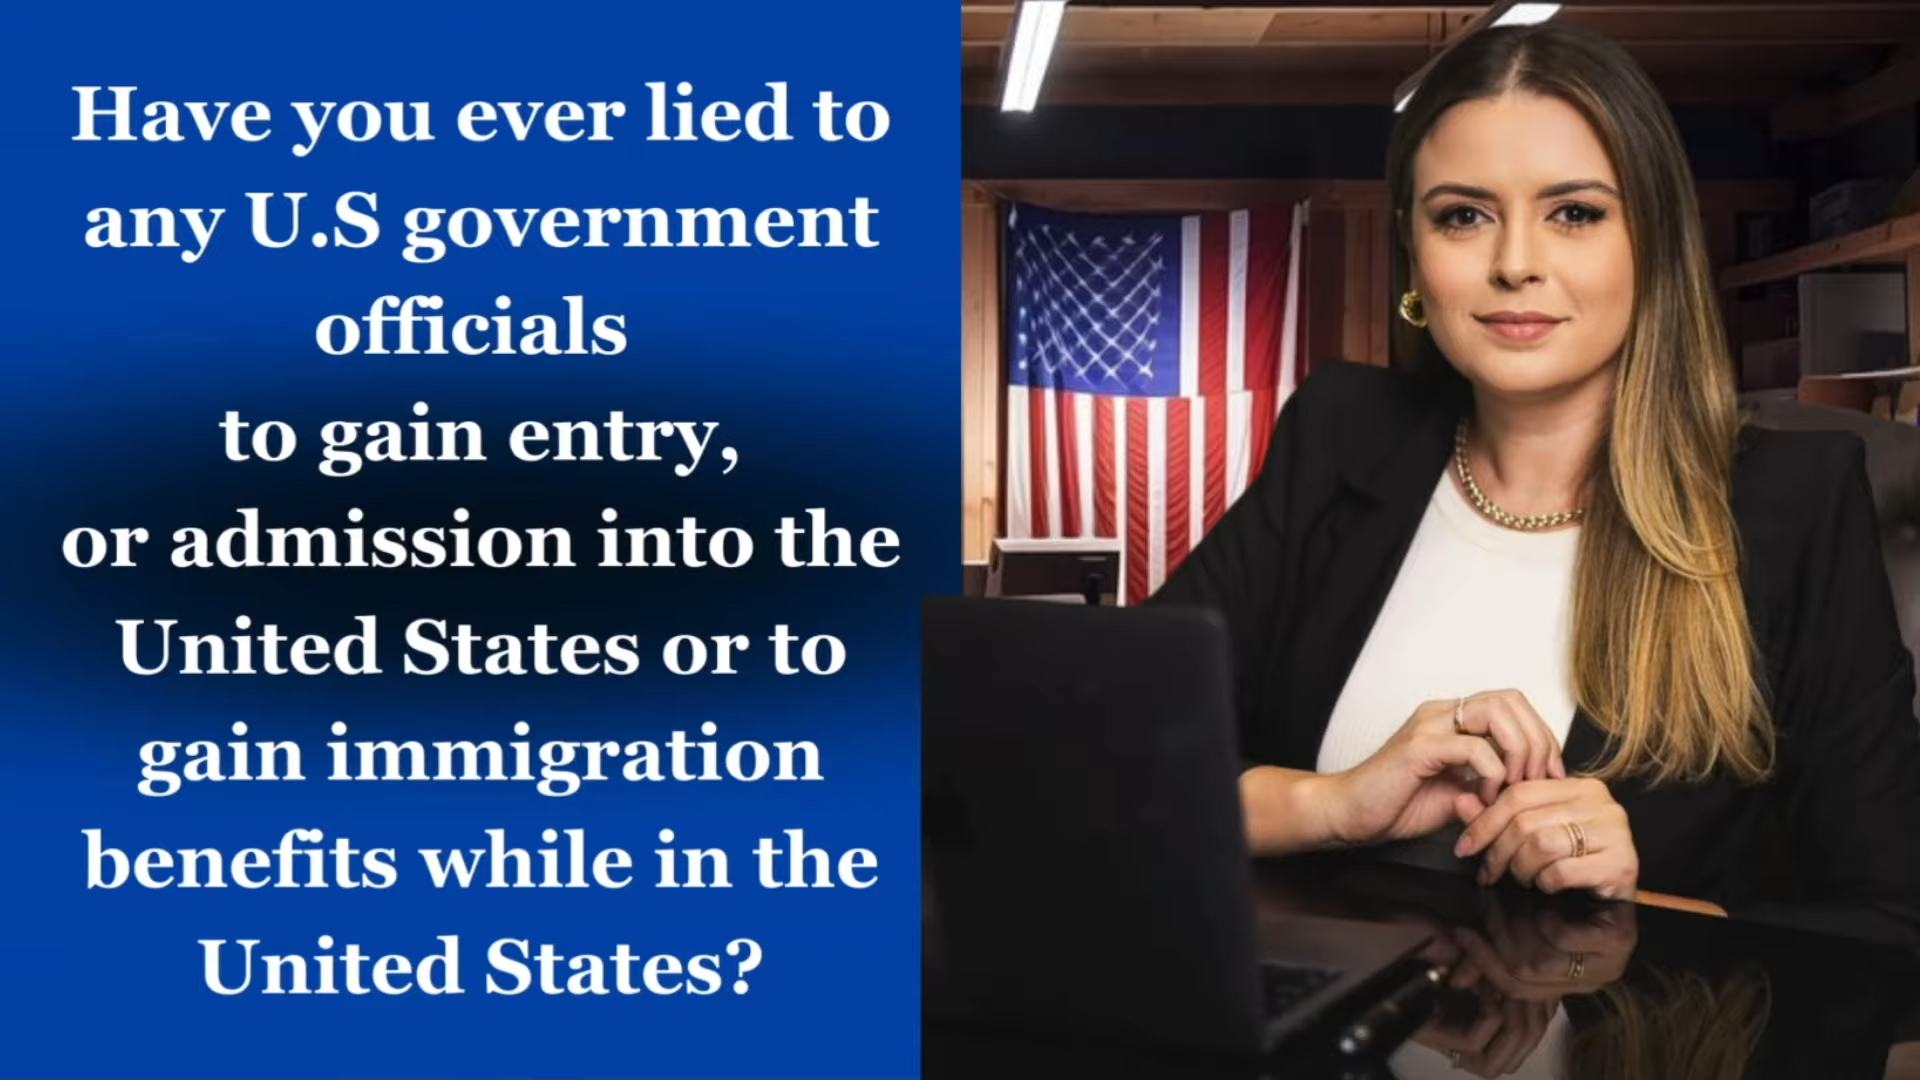 Have you ever lied to
any U.S government
officials
to gain entry,
or admission into the
United States or to
gain immigration
benefits while in the
United States?